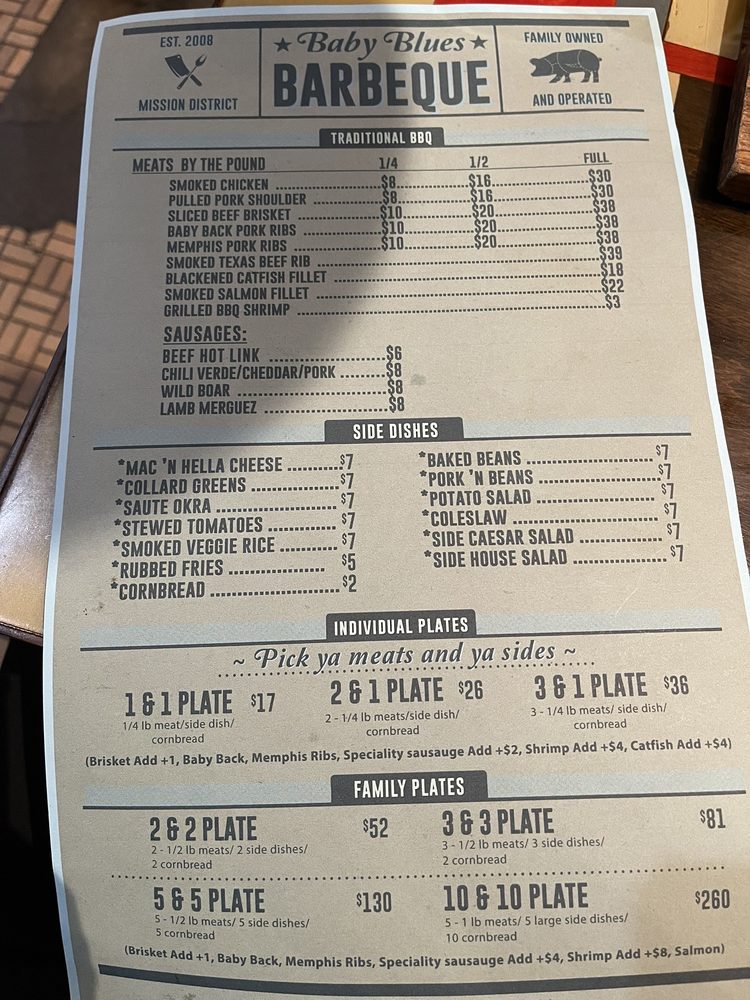 EST. 2008
MISSION DISTRICT
★ Baby Blues ★
BARBEQUE
FAMILY OWNED
AND OPERATED
TRADITIONAL BBQ
MEATS BY THE POUND 1/4 1/2 FULL
SMOKED CHICKEN $8 $16 $30
PULLED PORK SHOULDER $8 $16 $30
SLICED BEEF BRISKET $10 $20 $38
BABY BACK PORK RIBS $10 $20 $38
MEMPHIS PORK RIBS $10 $20 $38
SMOKED TEXAS BEEF RIB $39
BLACKENED CATFISH FILLET $18
SMOKED SALMON FILLET $22
GRILLED BBQ SHRIMP $3
SAUSAGES:
BEEF HOT LINK $6
CHILI VERDE/CHEDDAR/PORK $8
WILD BOAR $8
LAMB MERGUEZ $8
SIDE DISHES
*MAC 'N HELLA CHEESE $7
*COLLARD GREENS $7
*SAUTE OKRA $7
*STEWED TOMATOES $7
*SMOKED VEGGIE RICE $7
*RUBBED FRIES $5
*CORNBREAD $2
*BAKED BEANS $7
*PORK 'N BEANS $7
*POTATO SALAD $7
*COLESLAW $7
*SIDE CAESAR SALAD $7
*SIDE HOUSE SALAD $7
INDIVIDUAL PLATES
~ Pick ya meats and ya sides ~
1 & 1 PLATE $17
1/4 lb meat/side dish/
cornbread
2 & 1 PLATE $26
2 - 1/4 lb meats/side dish/
cornbread
3 & 1 PLATE $36
3 - 1/4 lb meats/ side dish/
cornbread
(Brisket Add +1, Baby Back, Memphis Ribs, Speciality sausauge Add +$2, Shrimp Add +$4, Catfish Add +$4)
FAMILY PLATES
2 & 2 PLATE $52
2 - 1/2 lb meats/ 2 side dishes/
2 cornbread
3 & 3 PLATE $81
3 - 1/2 lb meats/ 3 side dishes/
2 cornbread
5 & 5 PLATE $130
5 - 1/2 lb meats/ 5 side dishes/
5 cornbread
10 & 10 PLATE $260
5 - 1 lb meats/ 5 large side dishes/
10 cornbread
(Brisket Add +1, Baby Back, Memphis Ribs, Speciality sausauge Add +$4, Shrimp Add +$8, Salmon)